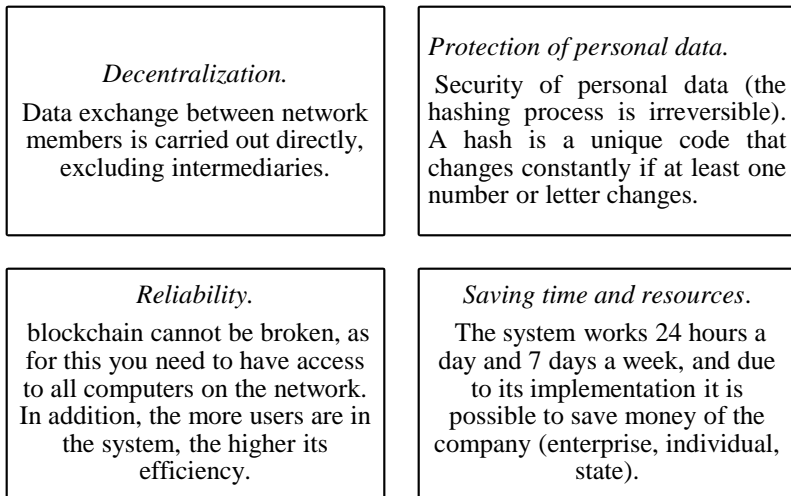 Decentralization.
Data exchange between network
members is carried out directly,
excluding intermediaries.
Protection of personal data.
Security of personal data (the
hashing process is irreversible).
A hash is a unique code that
changes constantly if at least one
number or letter changes.
Reliability.
blockchain cannot be broken, as
for this you need to have access
to all computers on the network.
In addition, the more users are in
the system, the higher its
efficiency.
Saving time and resources.
The system works 24 hours a
day and 7 days a week, and due
to its implementation it is
possible to save money of the
company (enterprise, individual,
state).